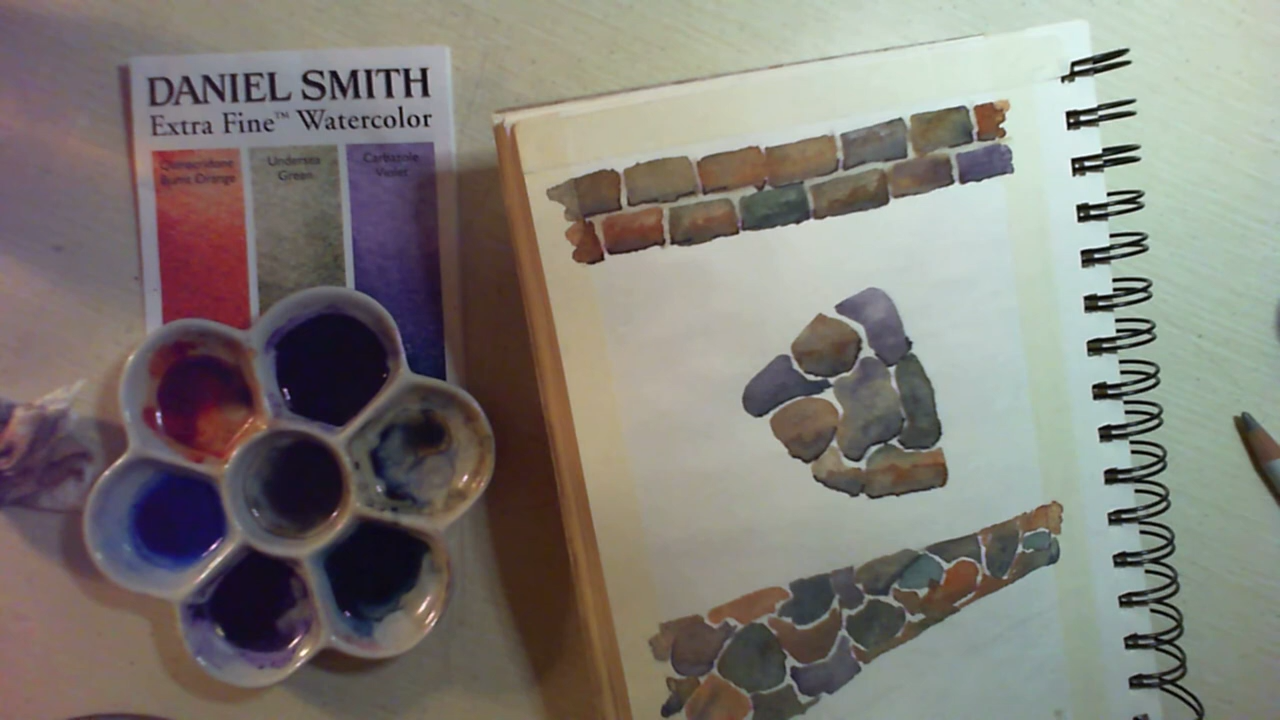 DANIEL SMITH
Extra Fine™ Watercolor
Quinacridone
Burnt Orange
Undersea
Green
Carbazole
Violet